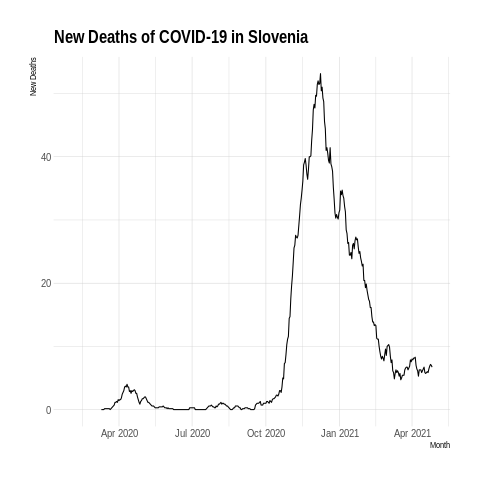 New Deaths of COVID-19 in Slovenia
New Deaths
40
20
0
Apr 2020 Jul 2020 Oct 2020 Jan 2021 Apr 2021
Month